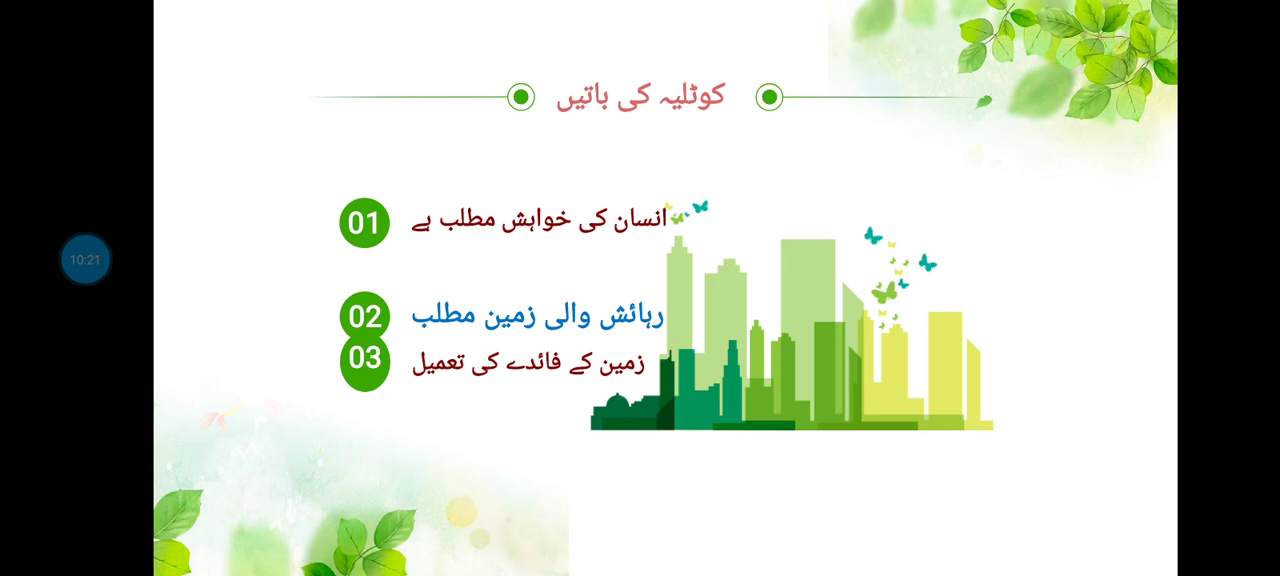 کوٹلیہ کی باتیں
01 انسان کی خواہش مطلب ہے
02 رہائش والی زمین مطلب
03 زمین کے فائدے کی تعمیل
10:21